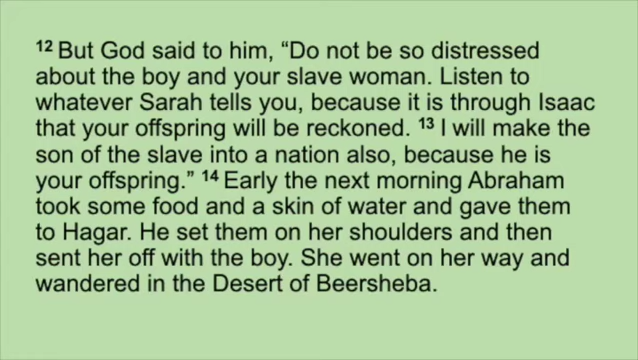 12 But God said to him, “Do not be so distressed
about the boy and your slave woman. Listen to
whatever Sarah tells you, because it is through Isaac
that your offspring will be reckoned. 13 I will make the
son of the slave into a nation also, because he is
your offspring.” 14 Early the next morning Abraham
took some food and a skin of water and gave them
to Hagar. He set them on her shoulders and then
sent her off with the boy. She went on her way and
wandered in the Desert of Beersheba.